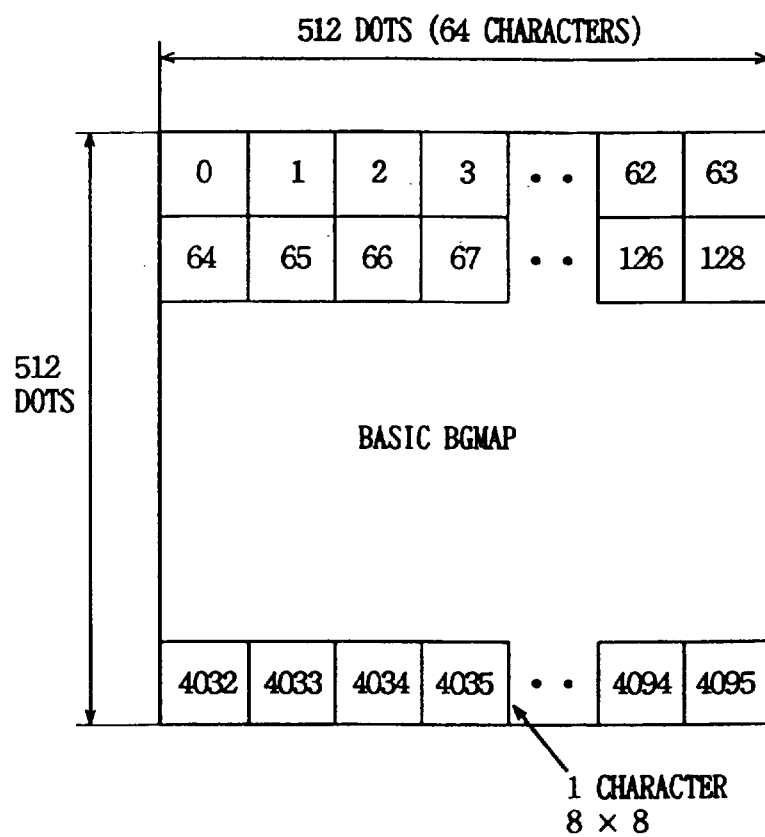 512 DOTS (64 CHARACTERS)
0 1 2 3 • • 62 63
64 65 66 67 • • 126 128
512
DOTS
BASIC BGMAP
4032 4033 4034 4035 • • 4094 4095
1 CHARACTER
8 × 8